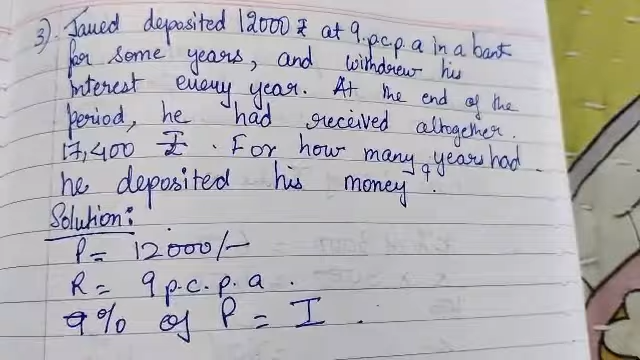 3). Javed deposited 12000 ₹ at 9.p.c.p.a in a bank
for some years, and withdrew his
interest every year. At the end of the
period, he had received altogether.
17,400 ₹. For how many years had
he deposited his money?
Solution:
P = 12000/-
R = 9 p.c.p.a.
9% of P = I.